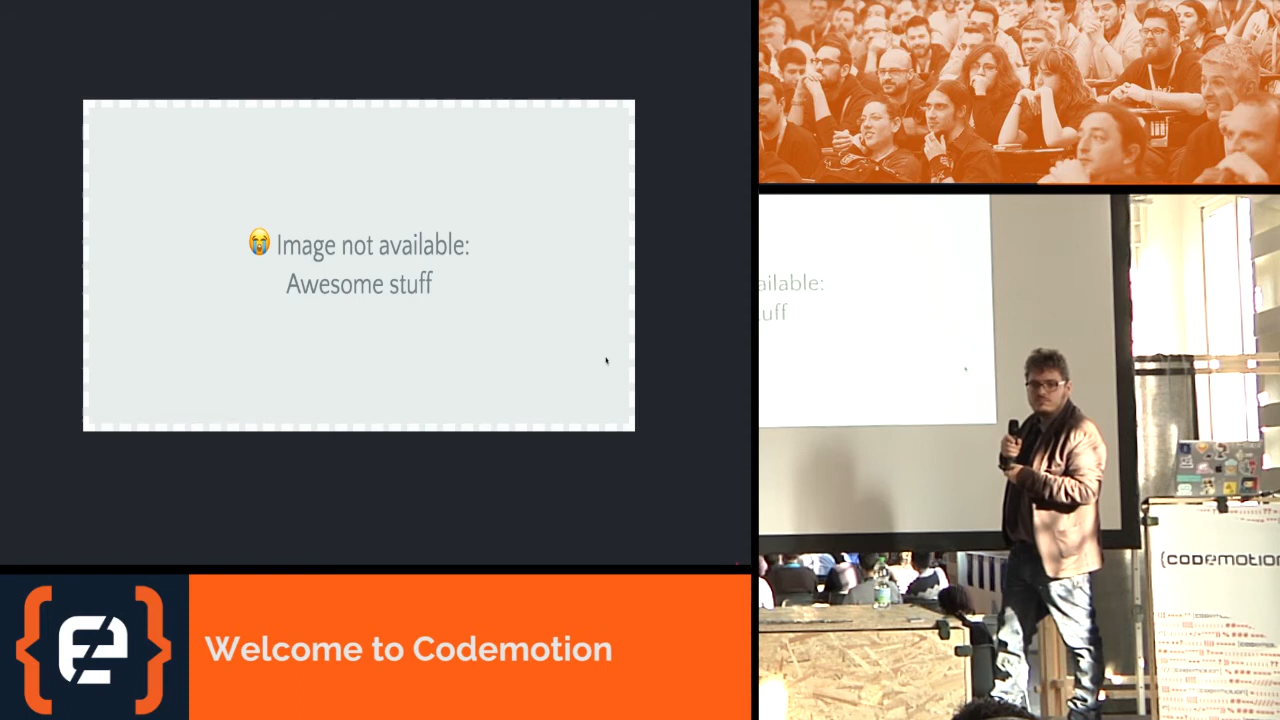 😭 Image not available:
Awesome stuff
ailable:
uff
(CODEMOTION
Welcome to Codemotion